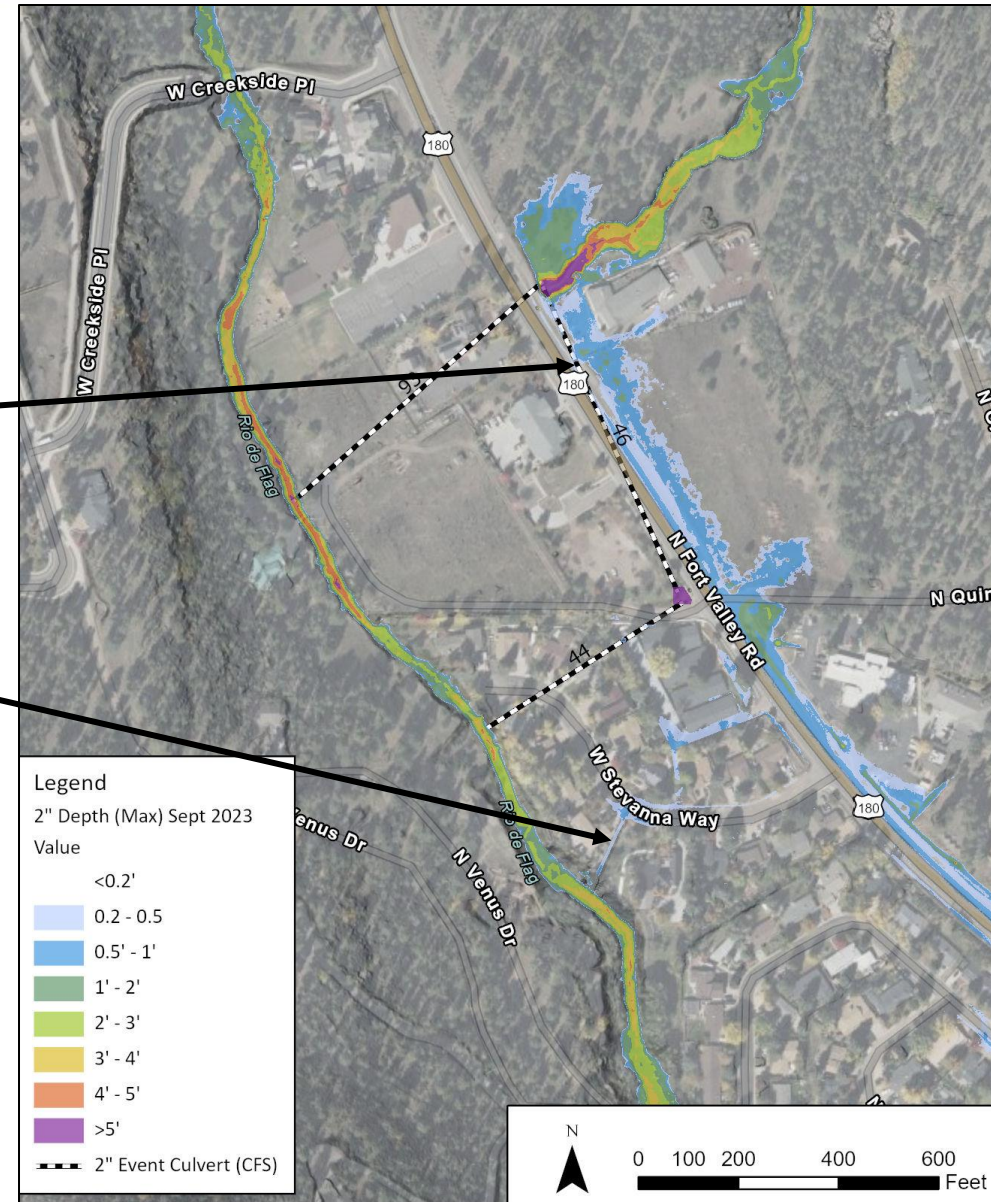 W Creekside Pl
180
W Creekside Pl
180
46
Rio de Flag
N Fort Valley Rd
N Quin
44
W Stevanna Way
180
Rio de Flag
Venus Dr
N Venus Dr
Legend
2" Depth (Max) Sept 2023
Value
<0.2'
0.2 - 0.5
0.5' - 1'
1' - 2'
2' - 3'
3' - 4'
4' - 5'
>5'
2" Event Culvert (CFS)
N
0 100 200 400 600
Feet